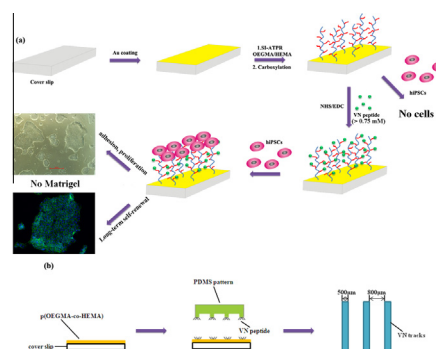 (a)
Au coating
1.SI-ATPR
OEGMA/HEMA
2. Carboxylation
Cover slip
hiPSCs
No cells
NHS/EDC
VN peptide
(> 0.75 mM)
adhesion, proliferation
hiPSCs
No Matrigel
Long-term self-renewal
(b)
PDMS pattern
500μm
800μm
p(OEGMA-co-HEMA)
VN peptide
cover slip
VN tracks